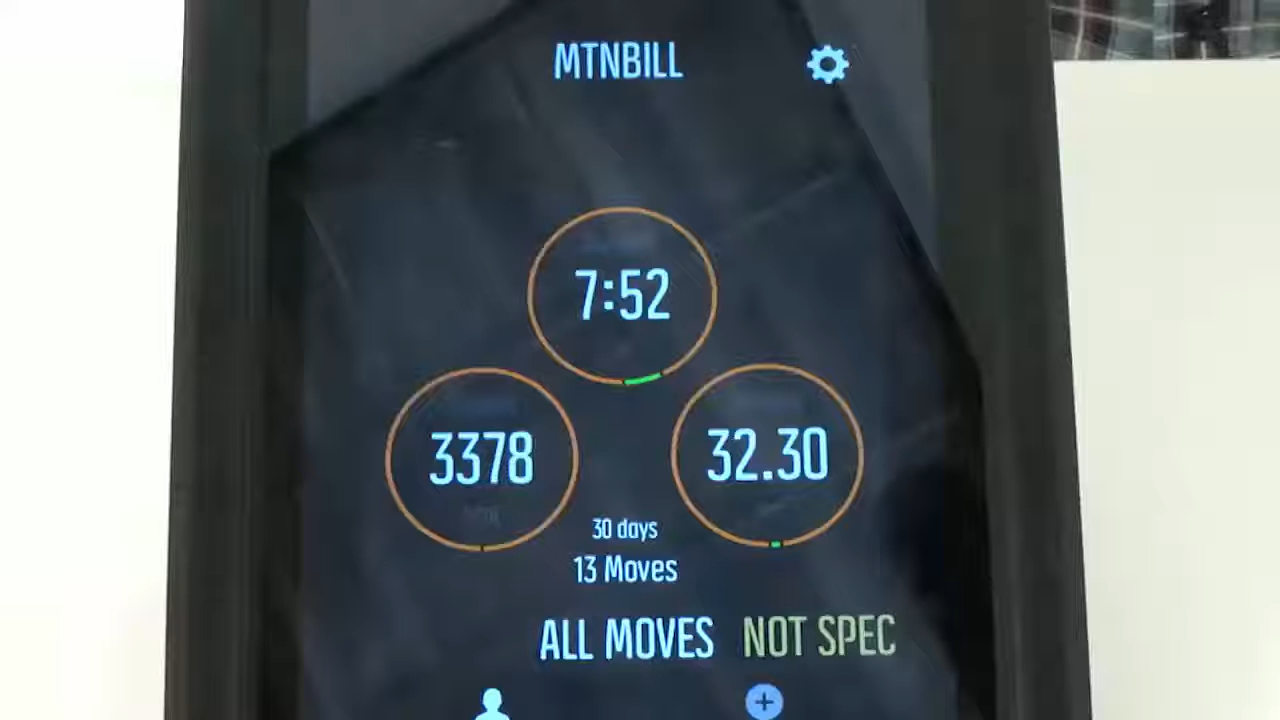 MTNBILL
7:52
3378
32.30
30 days
13 Moves
ALL MOVES NOT SPEC